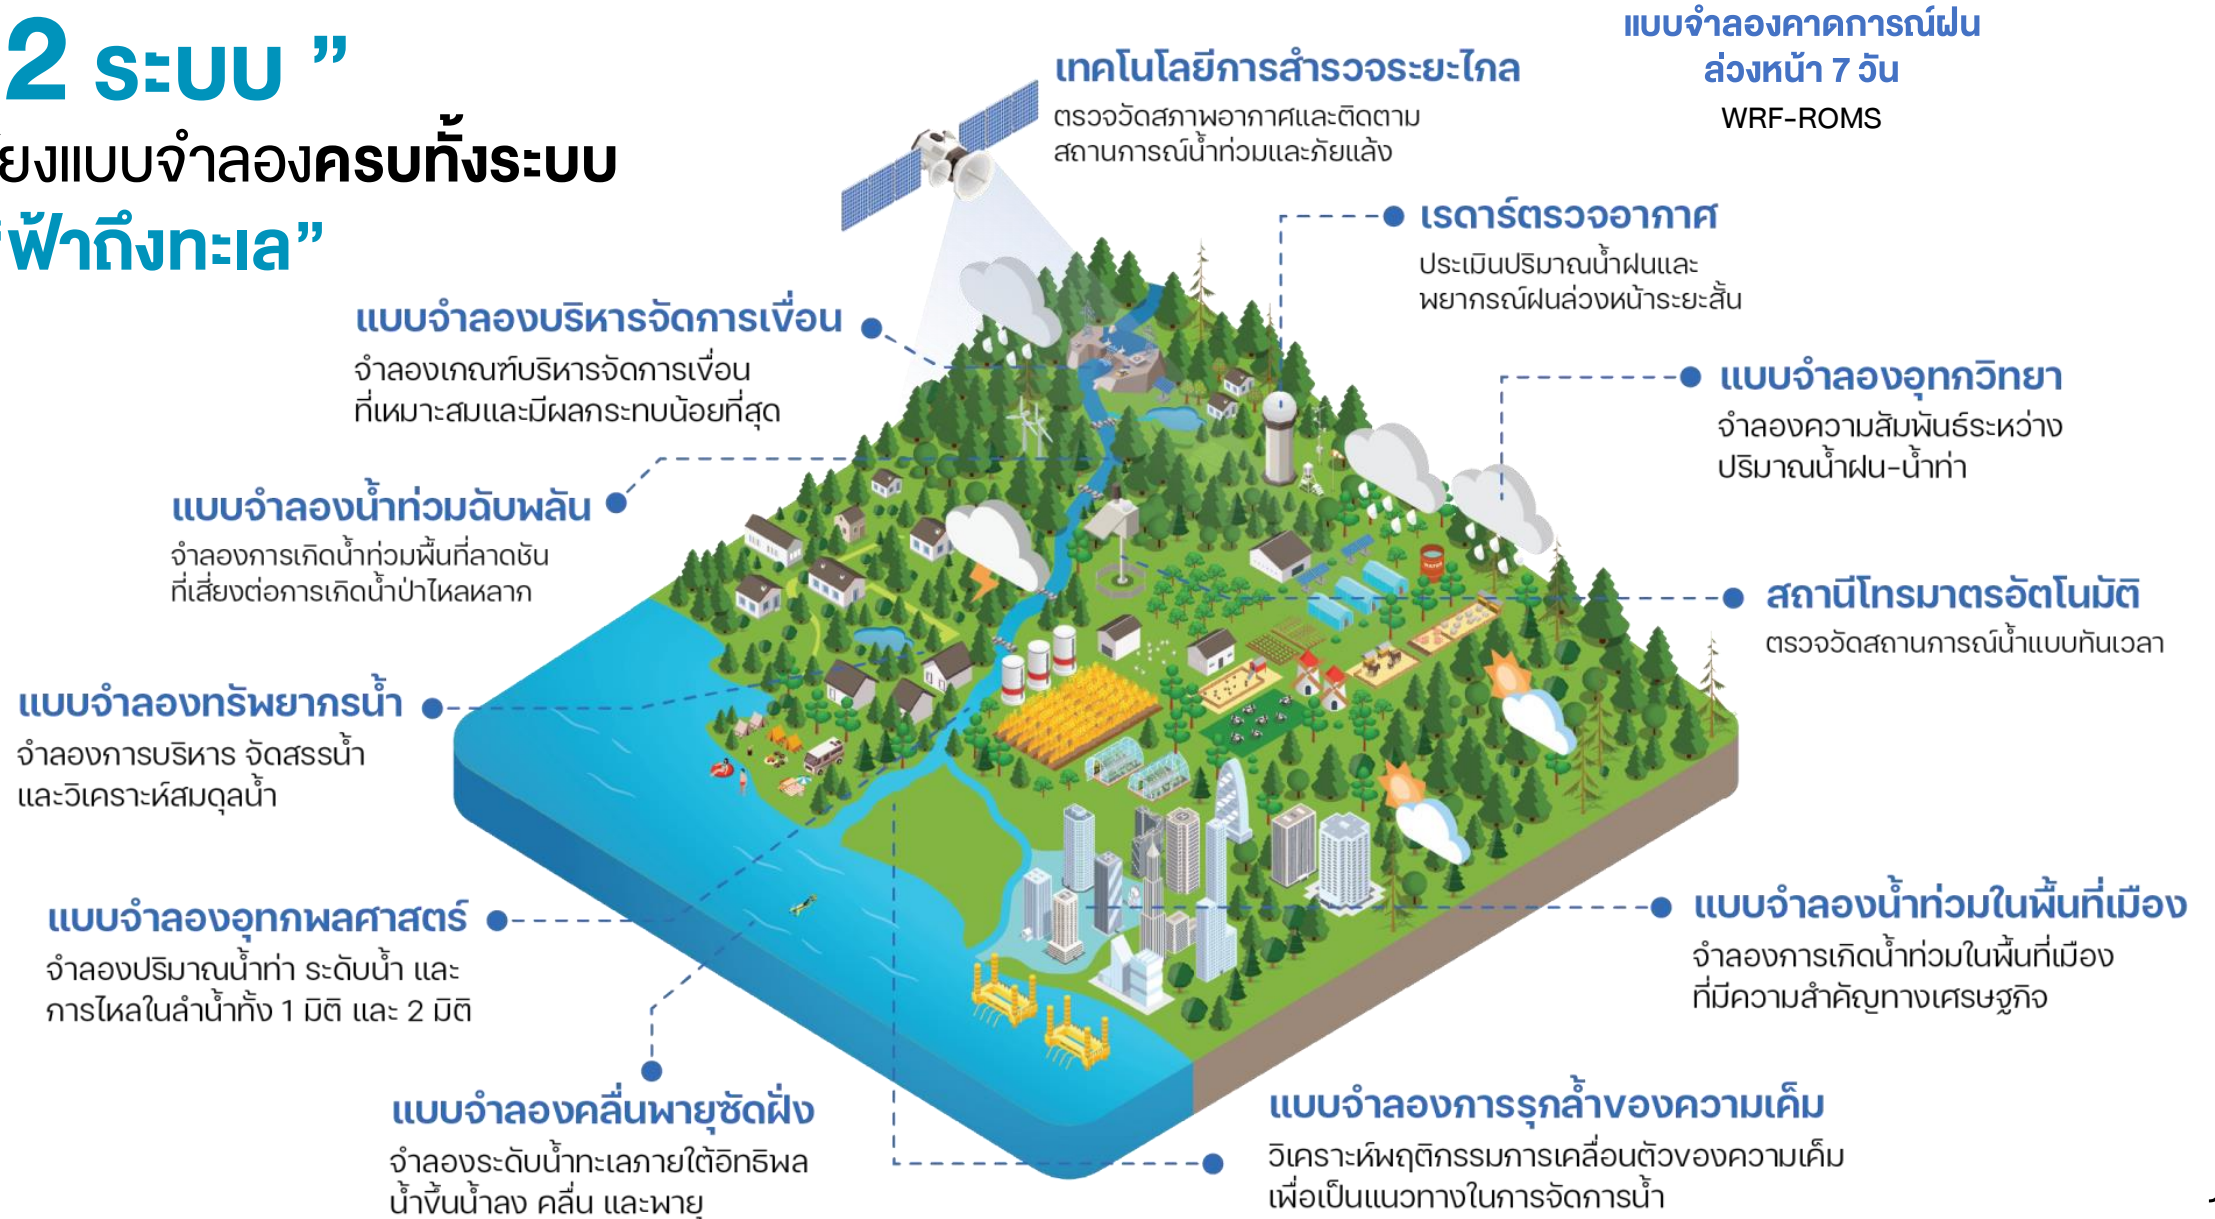 2 ระบบ ”
ยงแบบจำลองครบทั้งระบบ
ฟ้าถึงทะเล”
แบบจำลองคาดการณ์ฝน
ล่วงหน้า 7 วัน
WRF-ROMS
เทคโนโลยีการสำรวจระยะไกล
ตรวจวัดสภาพอากาศและติดตาม
สถานการณ์น้ำท่วมและภัยแล้ง
เรดาร์ตรวจอากาศ
ประเมินปริมาณน้ำฝนและ
พยากรณ์ฝนล่วงหน้าระยะสั้น
แบบจำลองบริหารจัดการเขื่อน
จำลองเกณฑ์บริหารจัดการเขื่อน
ที่เหมาะสมและมีผลกระทบน้อยที่สุด
แบบจำลองอุทกวิทยา
จำลองความสัมพันธ์ระหว่าง
ปริมาณน้ำฝน-น้ำท่า
แบบจำลองน้ำท่วมฉับพลัน
จำลองการเกิดน้ำท่วมพื้นที่ลาดชัน
ที่เสี่ยงต่อการเกิดน้ำป่าไหลหลาก
สถานีโทรมาตรอัตโนมัติ
ตรวจวัดสถานการณ์น้ำแบบทันเวลา
แบบจำลองทรัพยากรน้ำ
จำลองการบริหาร จัดสรรน้ำ
และวิเคราะห์สมดุลน้ำ
แบบจำลองอุทกพลศาสตร์
จำลองปริมาณน้ำท่า ระดับน้ำ และ
การไหลในลำน้ำทั้ง 1 มิติ และ 2 มิติ
แบบจำลองน้ำท่วมในพื้นที่เมือง
จำลองการเกิดน้ำท่วมในพื้นที่เมือง
ที่มีความสำคัญทางเศรษฐกิจ
แบบจำลองคลื่นพายุซัดฝั่ง
จำลองระดับน้ำทะเลภายใต้อิทธิพล
น้ำขึ้นน้ำลง คลื่น และพายุ
แบบจำลองการรุกล้ำของความเค็ม
วิเคราะห์พฤติกรรมการเคลื่อนตัวของความเค็ม
เพื่อเป็นแนวทางในการจัดการน้ำ